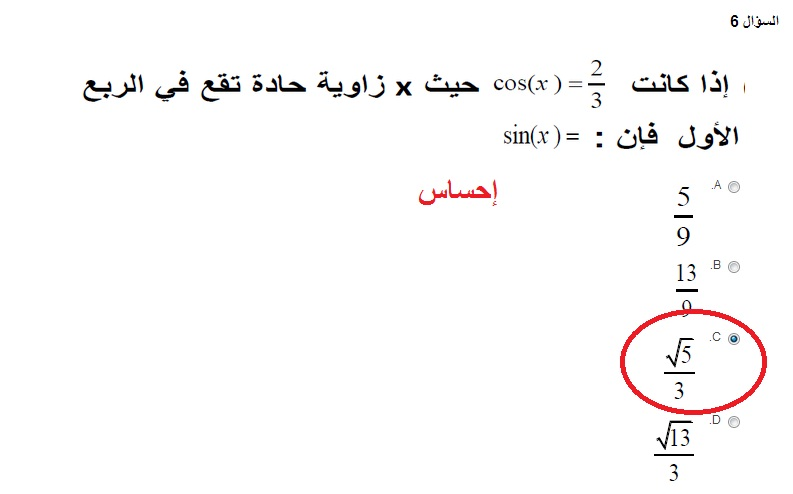 السؤال 6
إذا كانت cos(x) = 2/3 حيث x زاوية حادة تقع في الربع
الأول فإن : sin(x) =
إحساس
.A 5/9
.B 13/9
.C √5/3
.D √13/3